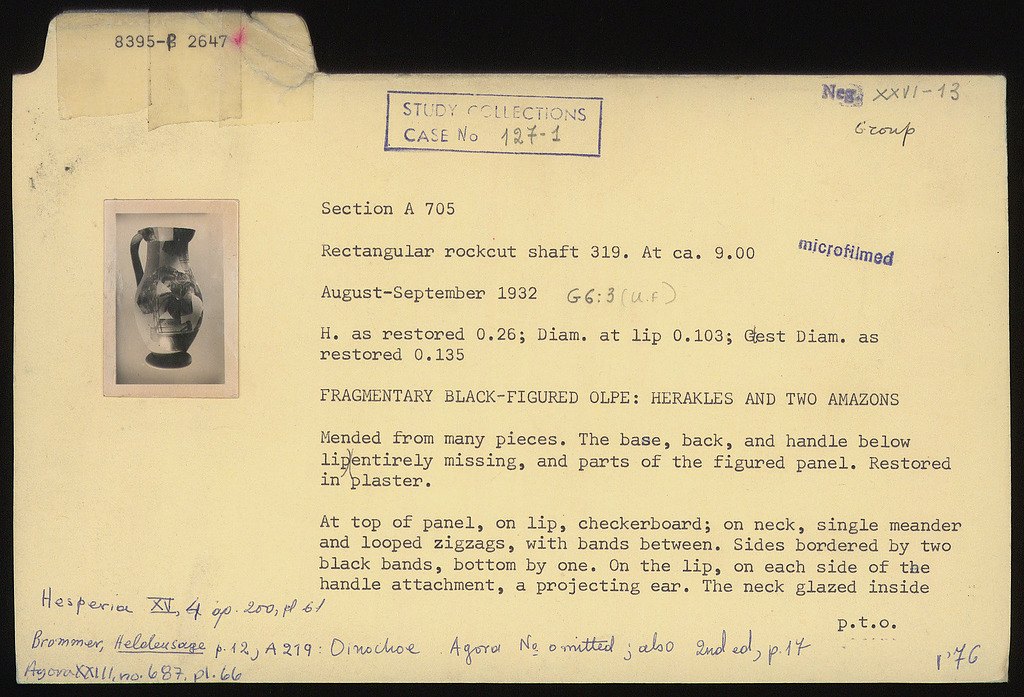 8395-P 2647
STUDY COLLECTIONS
CASE No 127-1
Neg. XXVI-13
Group
Section A 705
Rectangular rockcut shaft 319. At ca. 9.00
microfilmed
August-September 1932 G6:3 (U.F)
H. as restored 0.26; Diam. at lip 0.103; Gtest Diam. as
restored 0.135
FRAGMENTARY BLACK-FIGURED OLPE: HERAKLES AND TWO AMAZONS
Mended from many pieces. The base, back, and handle below
lip entirely missing, and parts of the figured panel. Restored
in plaster.
At top of panel, on lip, checkerboard; on neck, single meander
and looped zigzags, with bands between. Sides bordered by two
black bands, bottom by one. On the lip, on each side of the
handle attachment, a projecting ear. The neck glazed inside
p.t.o.
Hesperia XV, 4 op. 200, pl 61
Brommer, Heldensage p. 12, A 219: Oinochoe. Agora No omitted; also 2nd ed, p. 17
Agora XXIII, no. 687, pl. 66
'76